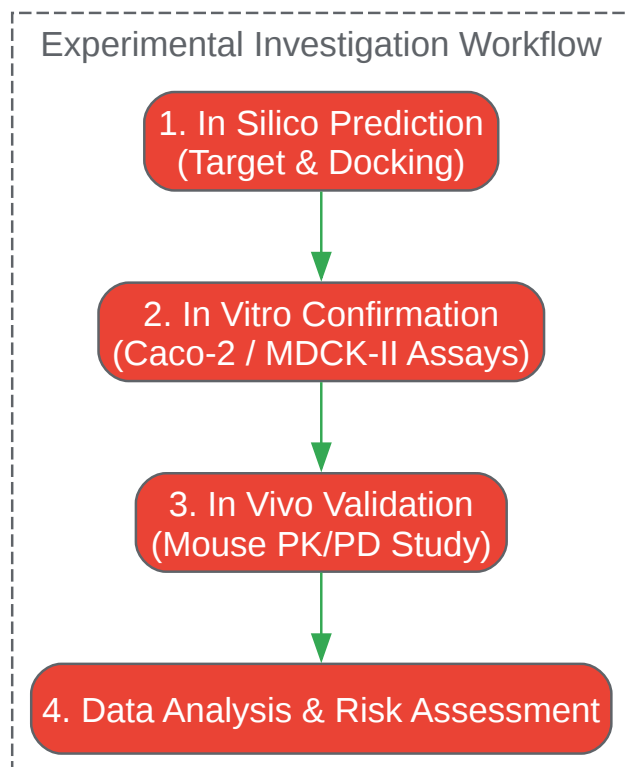 Experimental Investigation Workflow
1. In Silico Prediction
(Target & Docking)
2. In Vitro Confirmation
(Caco-2 / MDCK-II Assays)
3. In Vivo Validation
(Mouse PK/PD Study)
4. Data Analysis & Risk Assessment